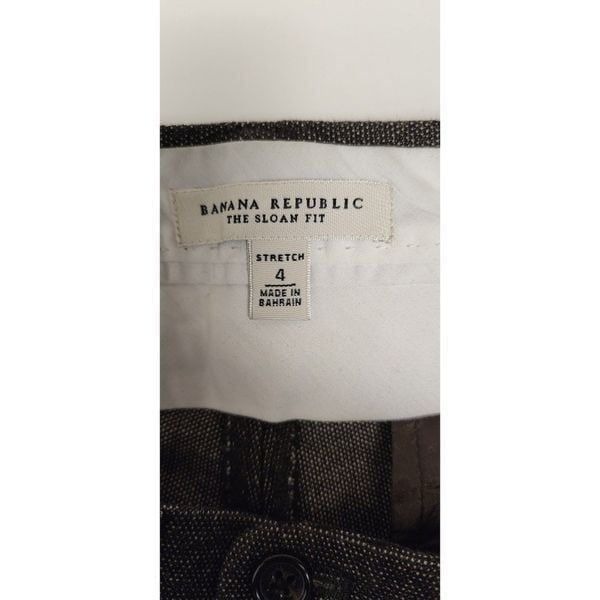 BANANA REPUBLIC
THE SLOAN FIT
STRETCH
4
MADE IN
BAHRAIN